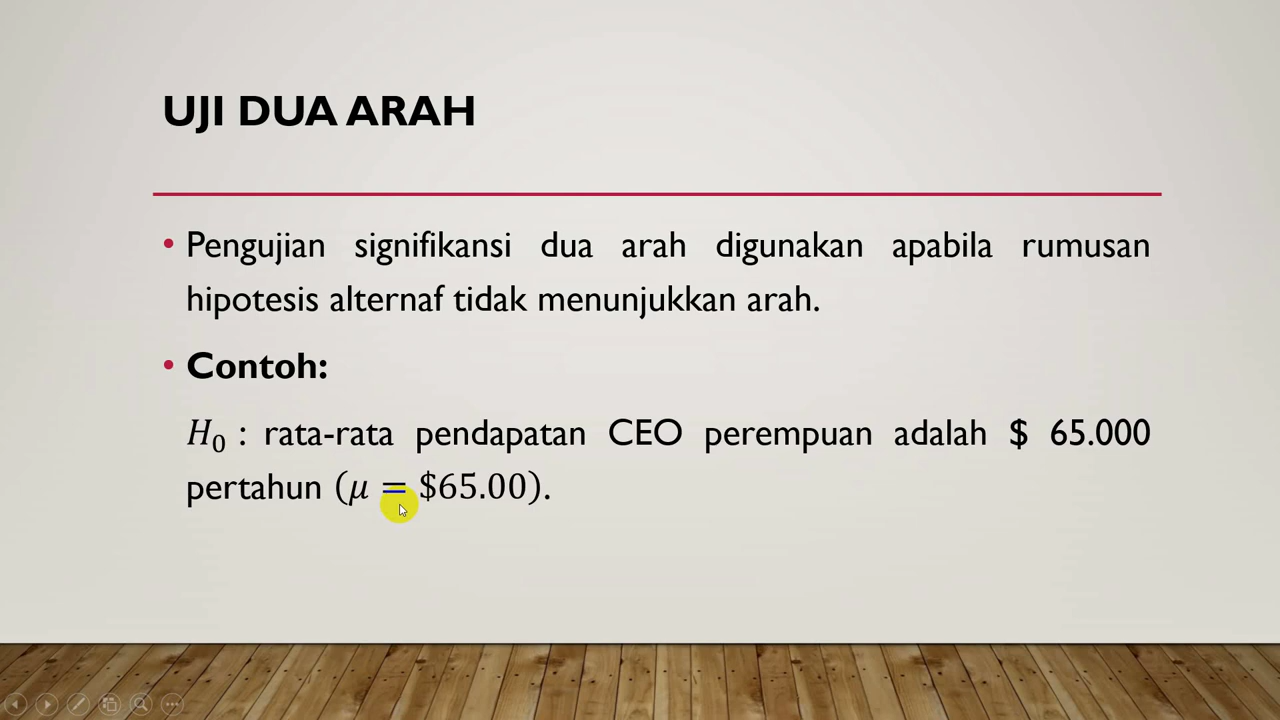 UJI DUA ARAH
• Pengujian signifikansi dua arah digunakan apabila rumusan
hipotesis alternaf tidak menunjukkan arah.
• Contoh:
H₀ : rata-rata pendapatan CEO perempuan adalah $ 65.000
pertahun (μ = $65.00).